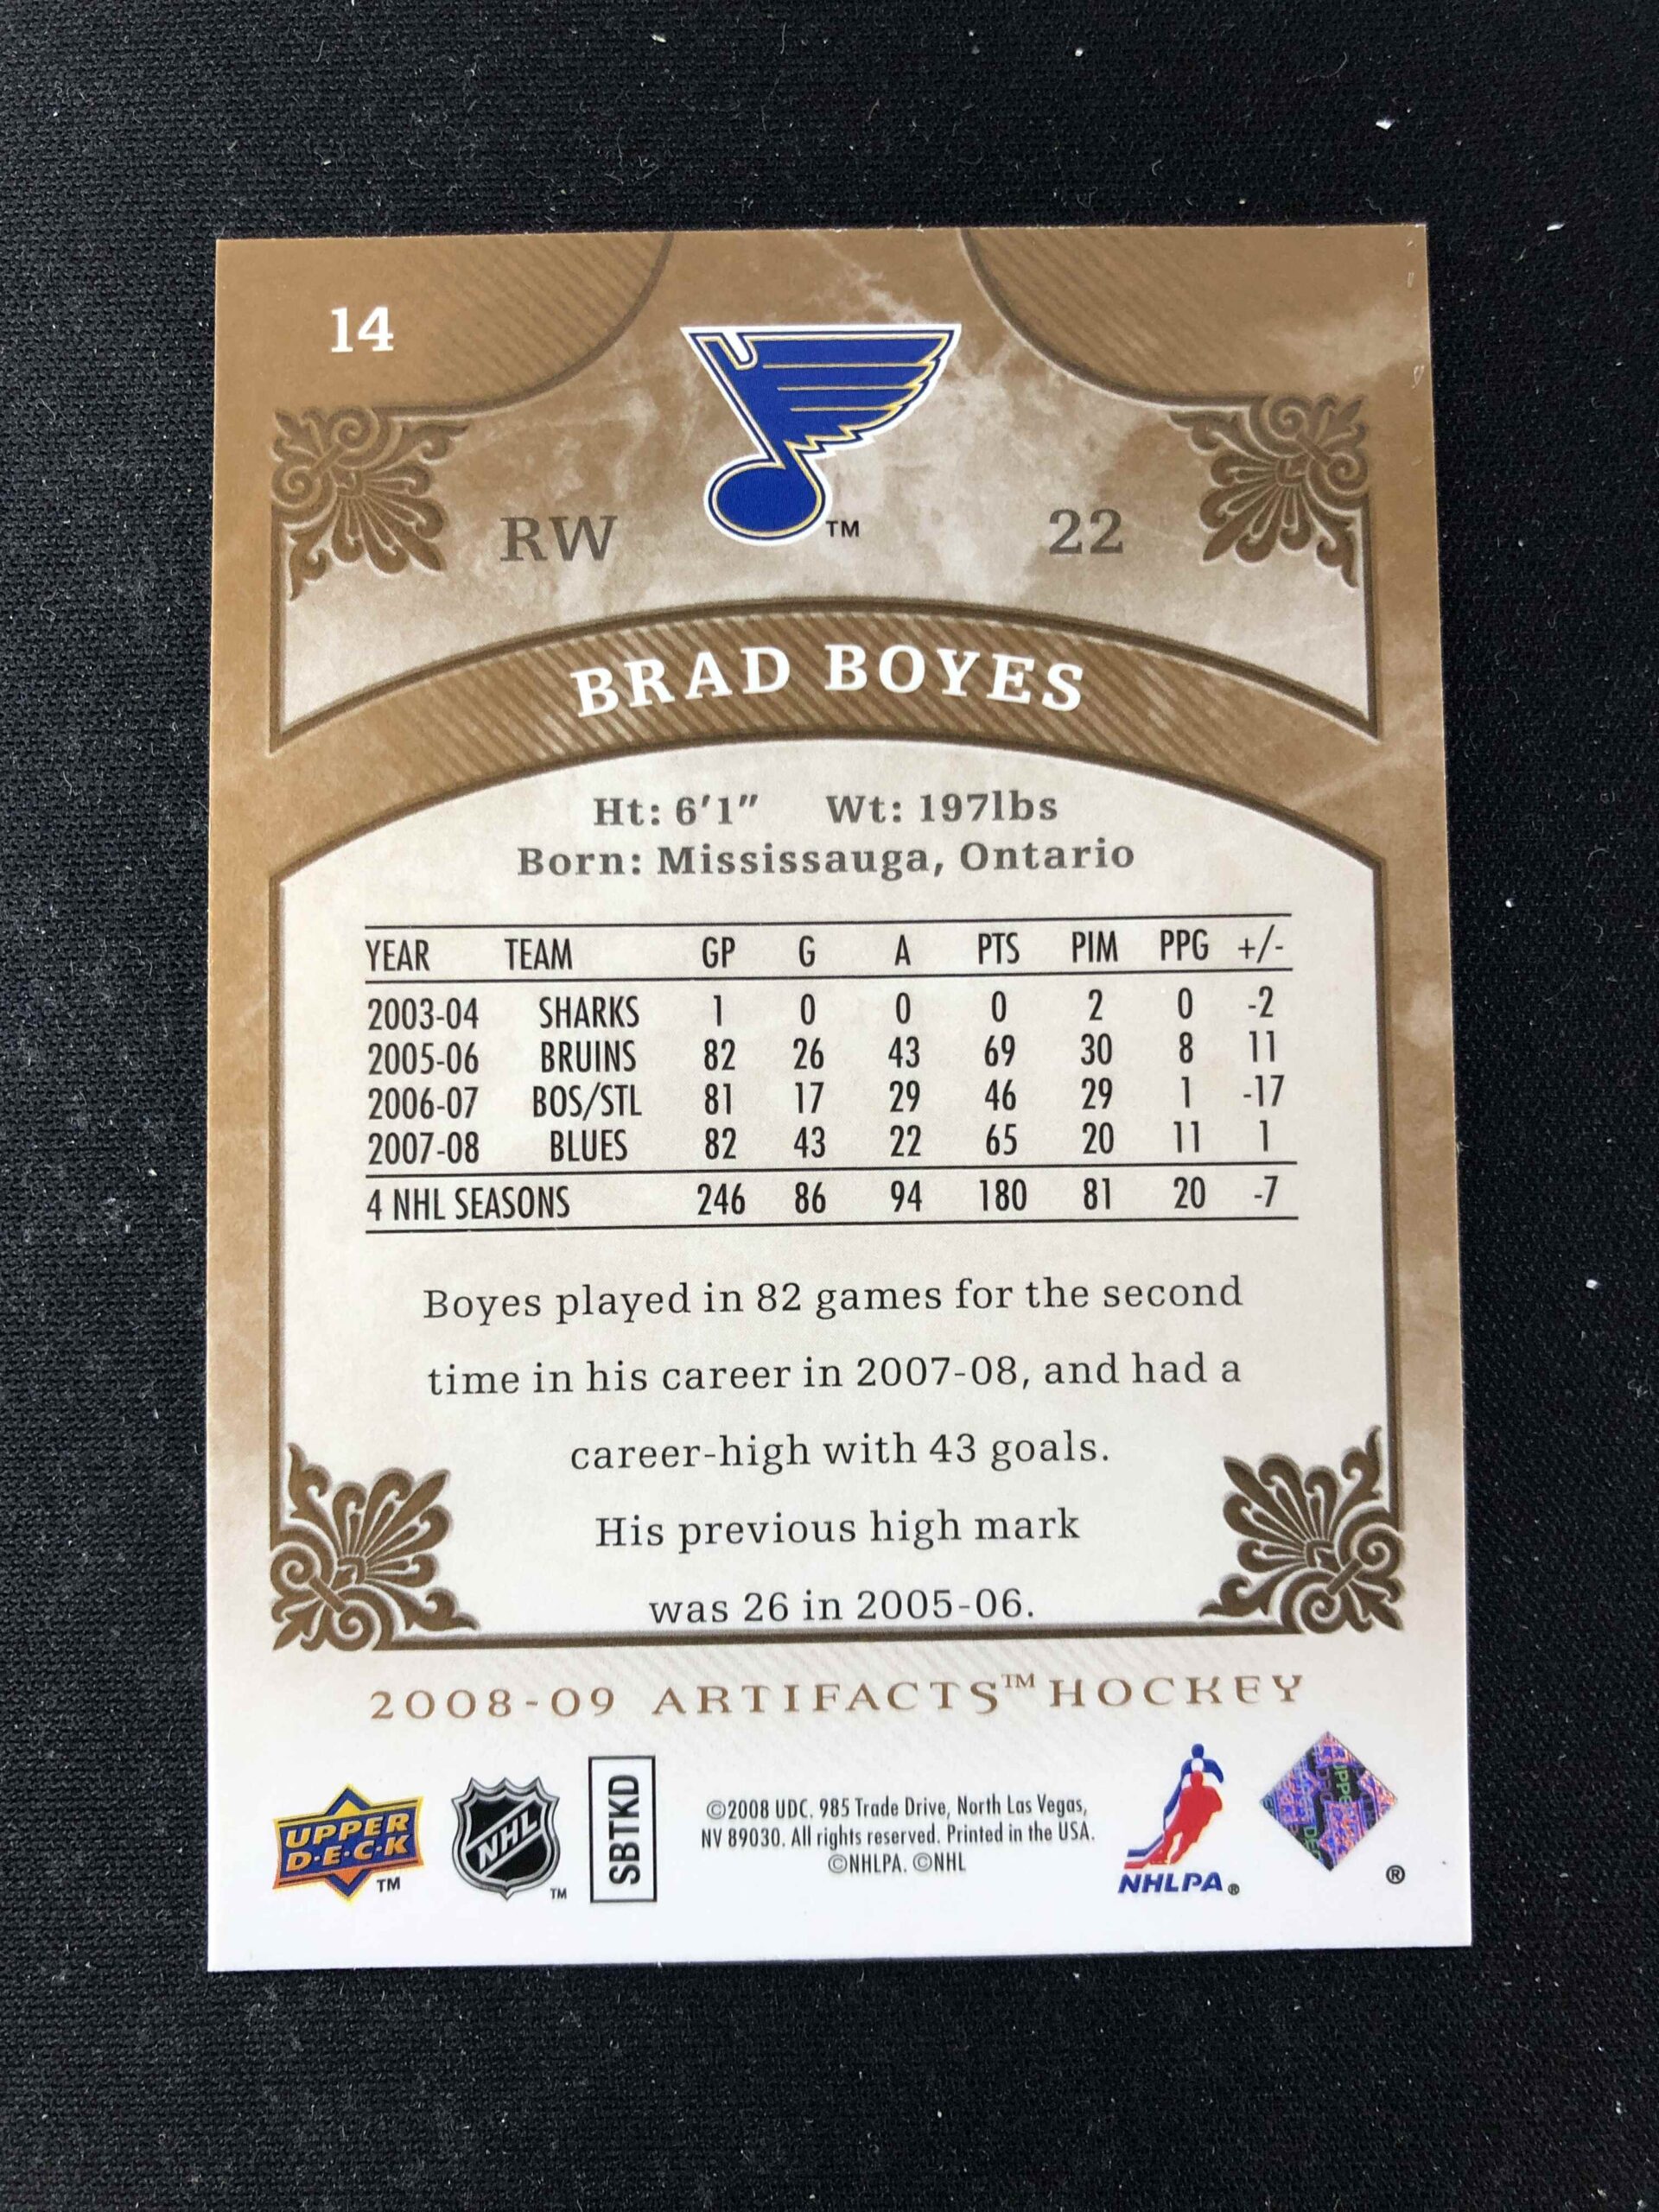 14
RW
22
TM
BRAD BOYES
Ht: 6'1" Wt: 197lbs
Born: Mississauga, Ontario
YEAR TEAM GP G A PTS PIM PPG +/-
2003-04 SHARKS 1 0 0 0 2 0 -2
2005-06 BRUINS 82 26 43 69 30 8 11
2006-07 BOS/STL 81 17 29 46 29 1 -17
2007-08 BLUES 82 43 22 65 20 11 1
4 NHL SEASONS 246 86 94 180 81 20 -7
Boyes played in 82 games for the second
time in his career in 2007-08, and had a
career-high with 43 goals.
His previous high mark
was 26 in 2005-06.
2008-09 ARTIFACTS™ HOCKEY
UPPER
D·E·C·K
TM
NHL
TM
SBTKD
©2008 UDC. 985 Trade Drive, North Las Vegas,
NV 89030. All rights reserved. Printed in the USA.
©NHLPA. ©NHL
NHLPA®
®